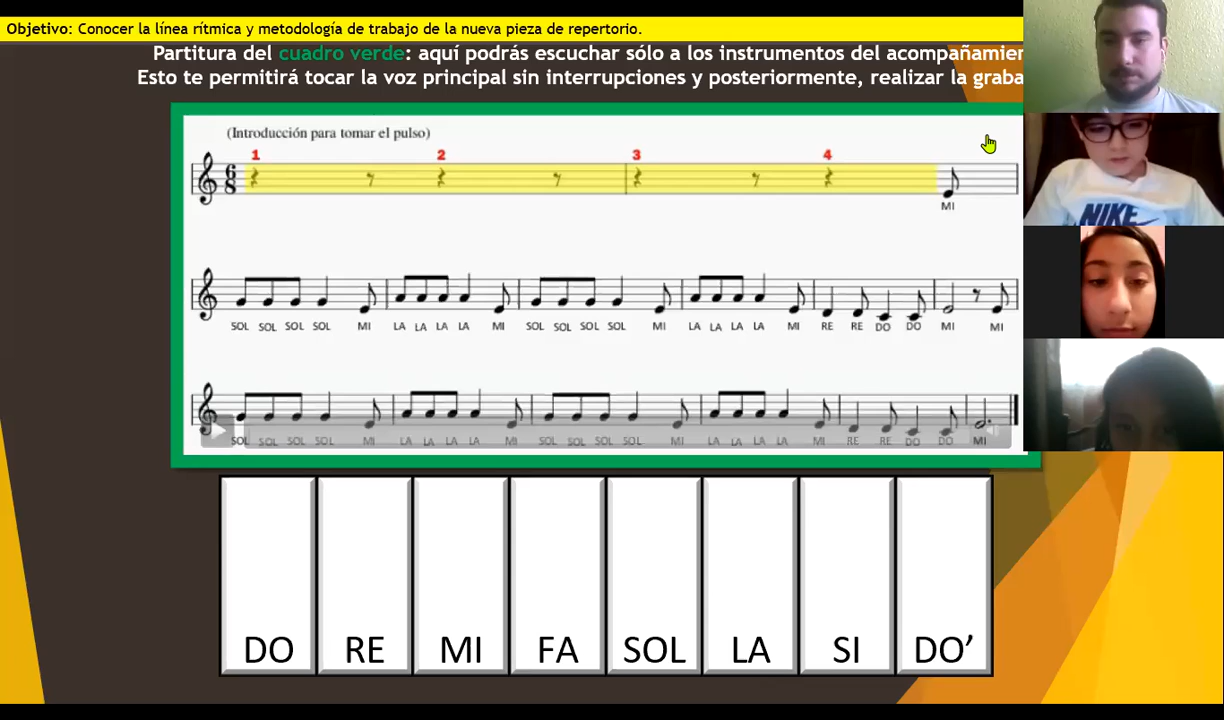 Objetivo: Conocer la línea rítmica y metodología de trabajo de la nueva pieza de repertorio.
Partitura del cuadro verde: aquí podrás escuchar sólo a los instrumentos del
Esto te permitirá tocar la voz principal sin interrupciones y posteriormente, realizar la
(Introducción para tomar el pulso)
1 2 3 4
6
8
MI
SOL SOL SOL SOL MI LA LA LA LA MI SOL SOL SOL SOL MI LA LA LA LA MI RE RE DO DO MI MI
SOL SOL SOL SOL MI LA LA LA LA MI SOL SOL SOL SOL MI LA LA LA LA MI RE RE DO DO MI
NIKE
DO RE MI FA SOL LA SI DO’